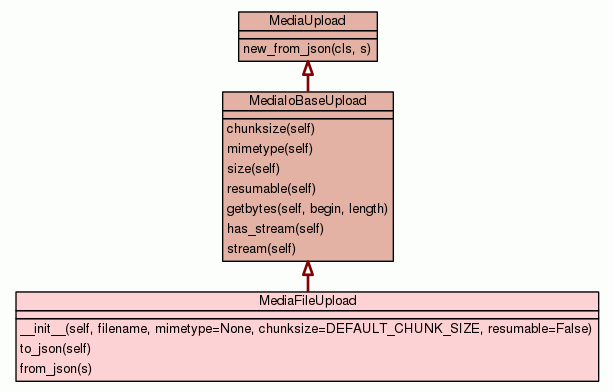 MediaUpload
new_from_json(cls, s)
MediaIoBaseUpload
chunksize(self)
mimetype(self)
size(self)
resumable(self)
getbytes(self, begin, length)
has_stream(self)
stream(self)
MediaFileUpload
__init__(self, filename, mimetype=None, chunksize=DEFAULT_CHUNK_SIZE, resumable=False)
to_json(self)
from_json(s)